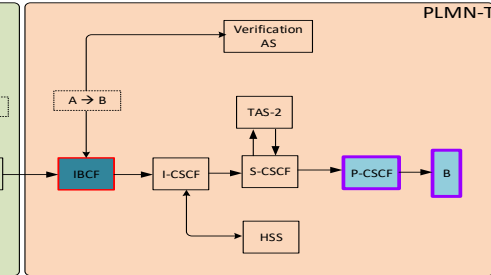 PLMN-T
Verification
AS
A → B
TAS-2
IBCF
I-CSCF
S-CSCF
P-CSCF
B
HSS